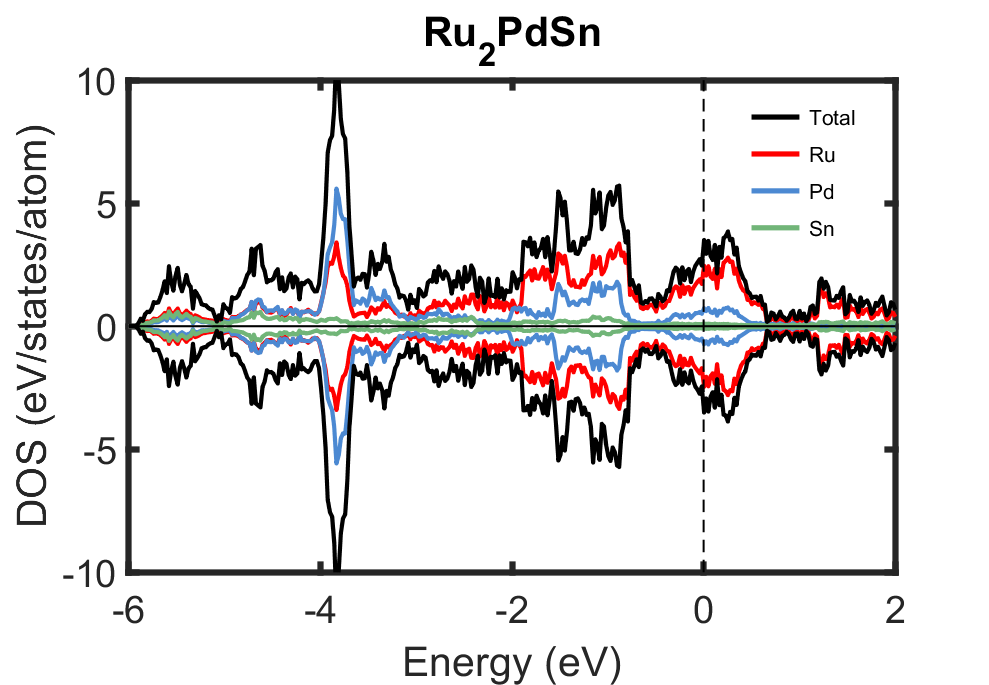 Ru2PdSn
10
5
0
-5
-10
DOS (eV/states/atom)
Total
Ru
Pd
Sn
-6 -4 -2 0 2
Energy (eV)